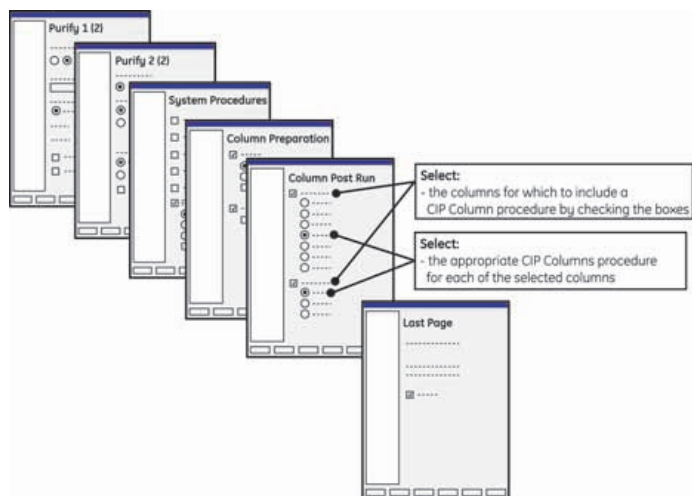 Purify 1 (2)
Purify 2 (2)
System Procedures
Column Preparation
Column Post Run
Select:
- the columns for which to include a
CIP Column procedure by checking the boxes
Select:
- the appropriate CIP Columns procedure
for each of the selected columns
Last Page